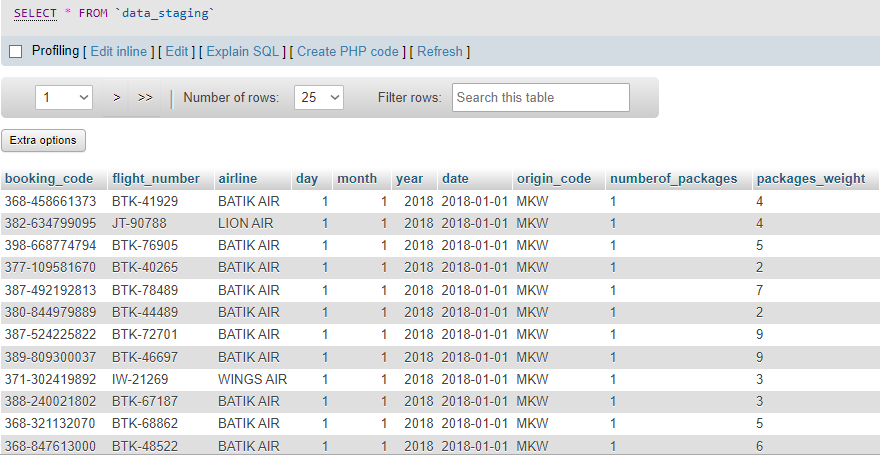 SELECT * FROM `data_staging`
Profiling [ Edit inline ] [ Edit ] [ Explain SQL ] [ Create PHP code ] [ Refresh ]
1 > >> | Number of rows: 25 Filter rows: Search this table
Extra options
booking_code flight_number airline day month year date origin_code numberof_packages packages_weight
368-458661373 BTK-41929 BATIK AIR 1 1 2018 2018-01-01 MKW 1 4
382-634799095 JT-90788 LION AIR 1 1 2018 2018-01-01 MKW 1 4
398-668774794 BTK-76905 BATIK AIR 1 1 2018 2018-01-01 MKW 1 5
377-109581670 BTK-40265 BATIK AIR 1 1 2018 2018-01-01 MKW 1 2
387-492192813 BTK-78489 BATIK AIR 1 1 2018 2018-01-01 MKW 1 7
380-844979889 BTK-44489 BATIK AIR 1 1 2018 2018-01-01 MKW 1 2
387-524225822 BTK-72701 BATIK AIR 1 1 2018 2018-01-01 MKW 1 9
389-809300037 BTK-46697 BATIK AIR 1 1 2018 2018-01-01 MKW 1 9
371-302419892 IW-21269 WINGS AIR 1 1 2018 2018-01-01 MKW 1 3
388-240021802 BTK-67187 BATIK AIR 1 1 2018 2018-01-01 MKW 1 3
368-321132070 BTK-68862 BATIK AIR 1 1 2018 2018-01-01 MKW 1 5
368-847613000 BTK-48522 BATIK AIR 1 1 2018 2018-01-01 MKW 1 6